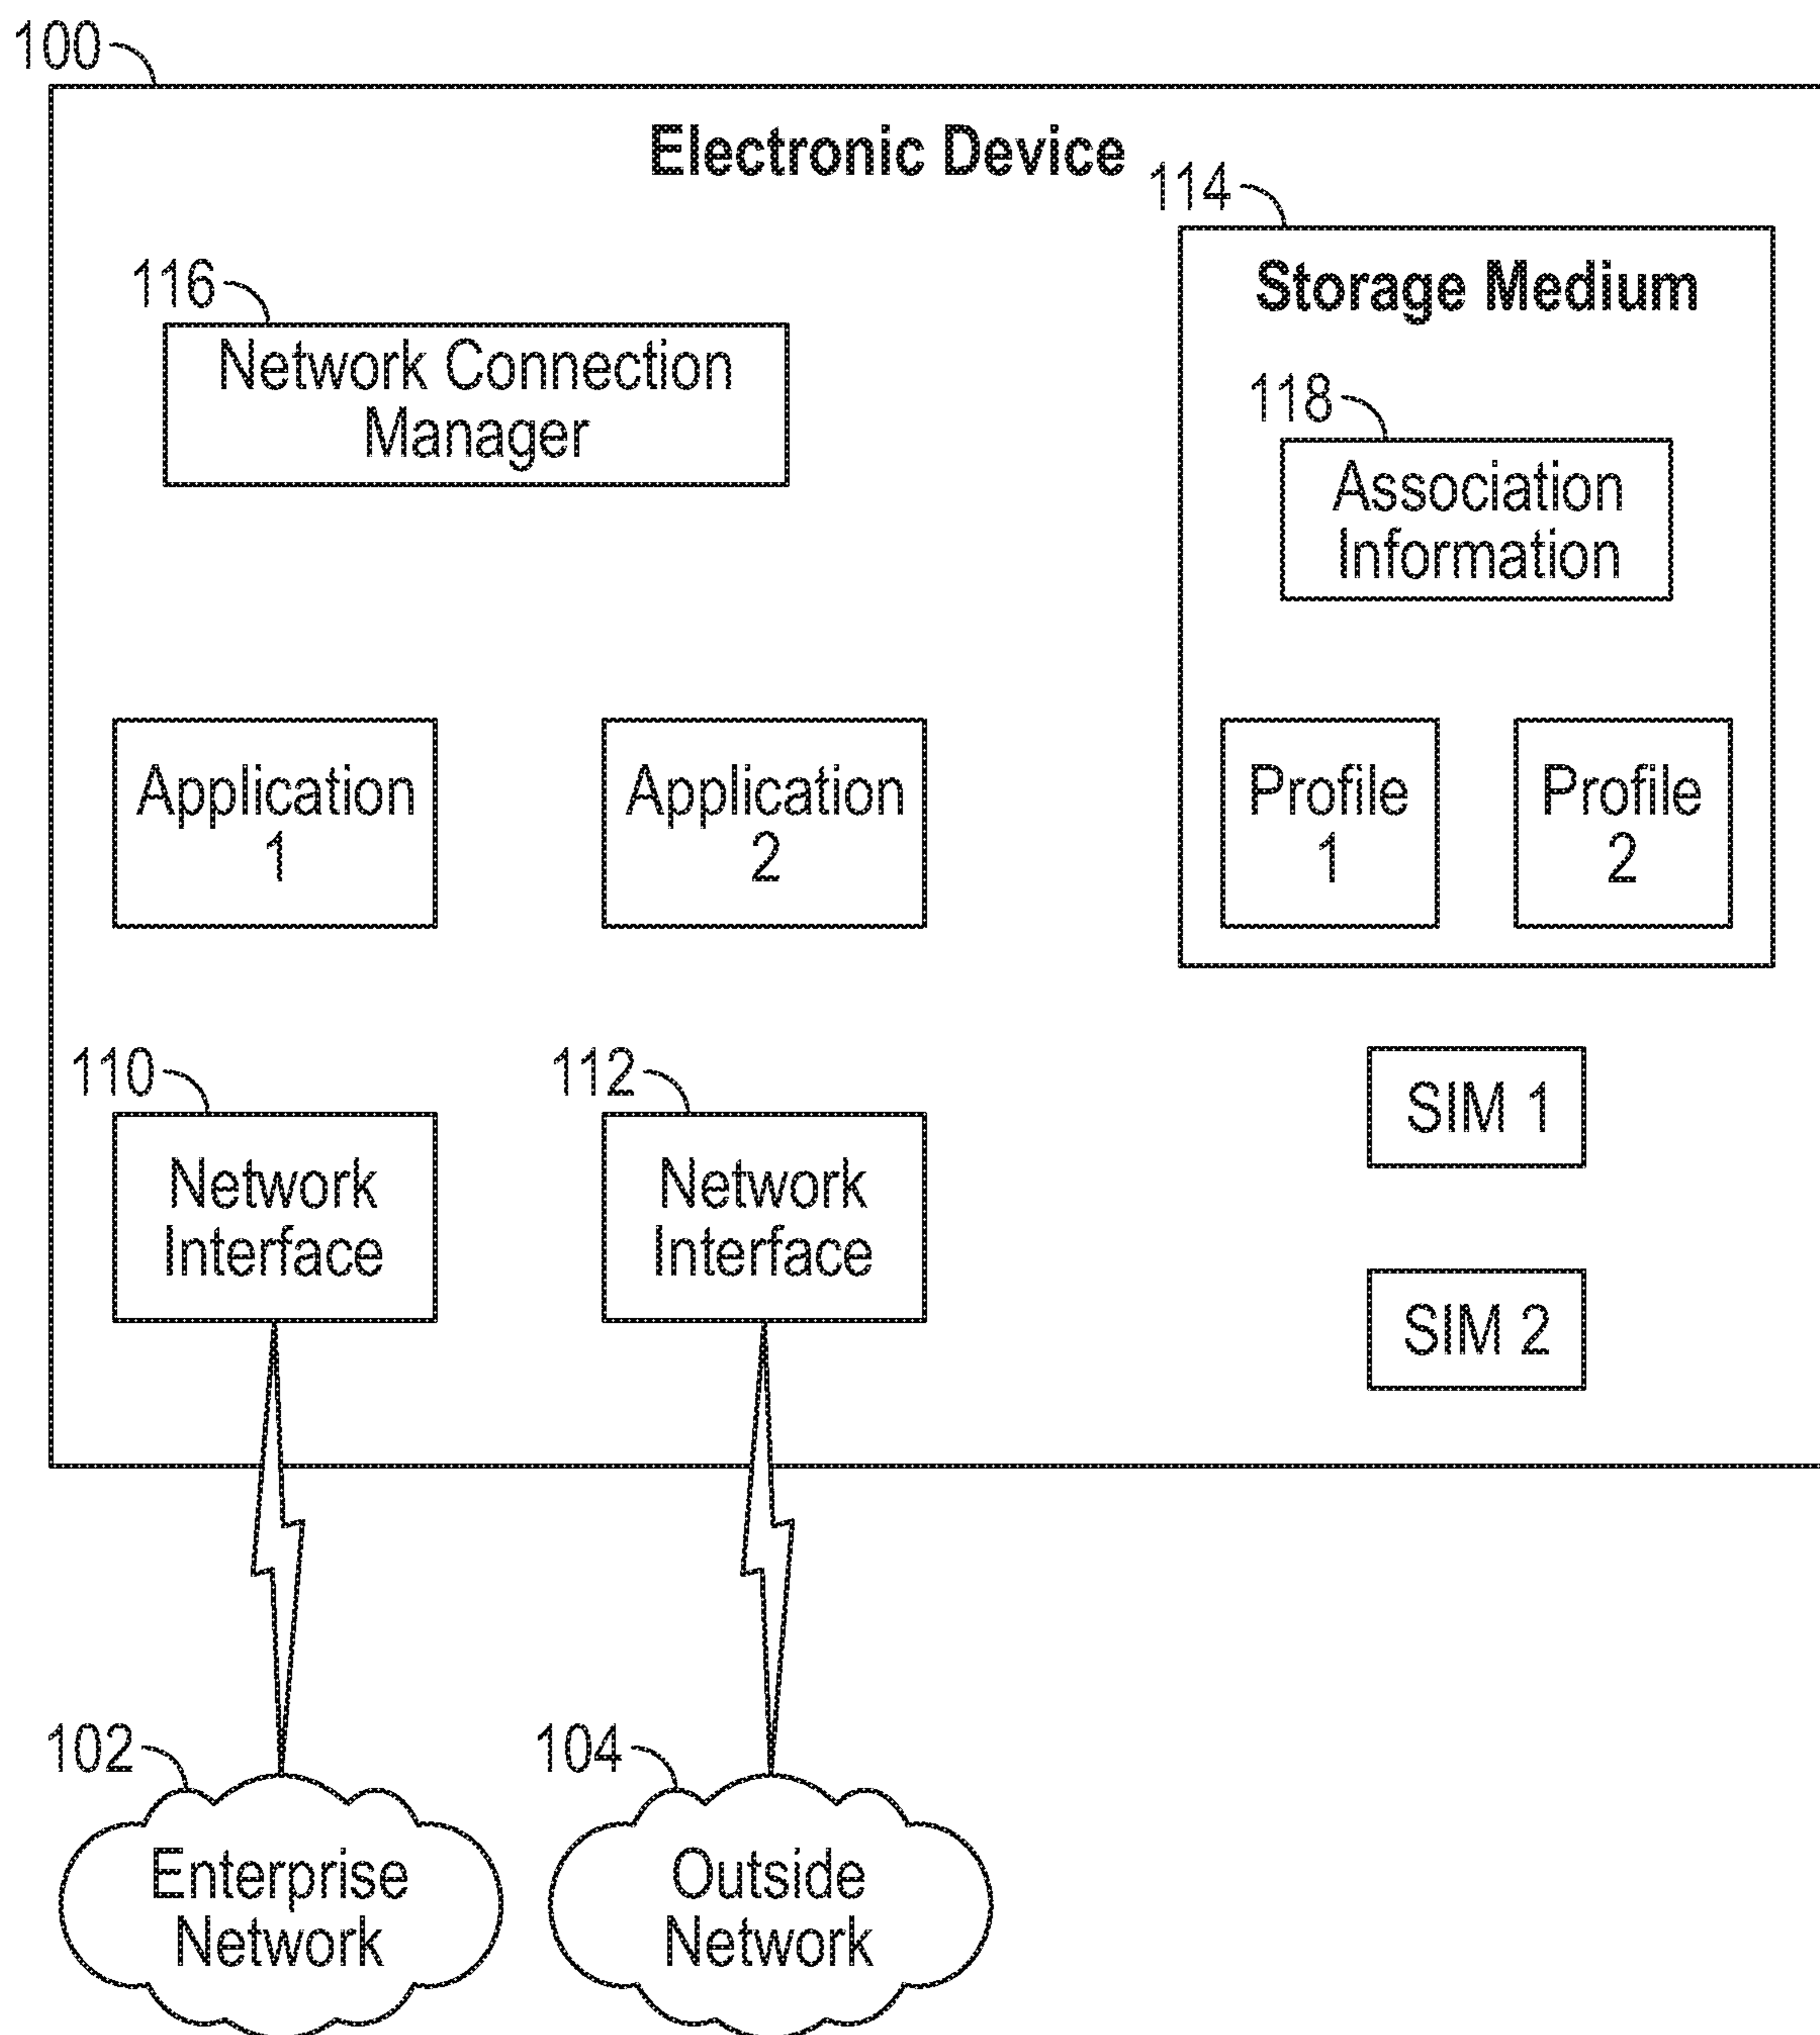 100
Electronic Device
114
Storage Medium
116
Network Connection
Manager
118
Association
Information
Application
1
Application
2
Profile
1
Profile
2
110
Network
Interface
112
Network
Interface
SIM 1
SIM 2
102
Enterprise
Network
104
Outside
Network